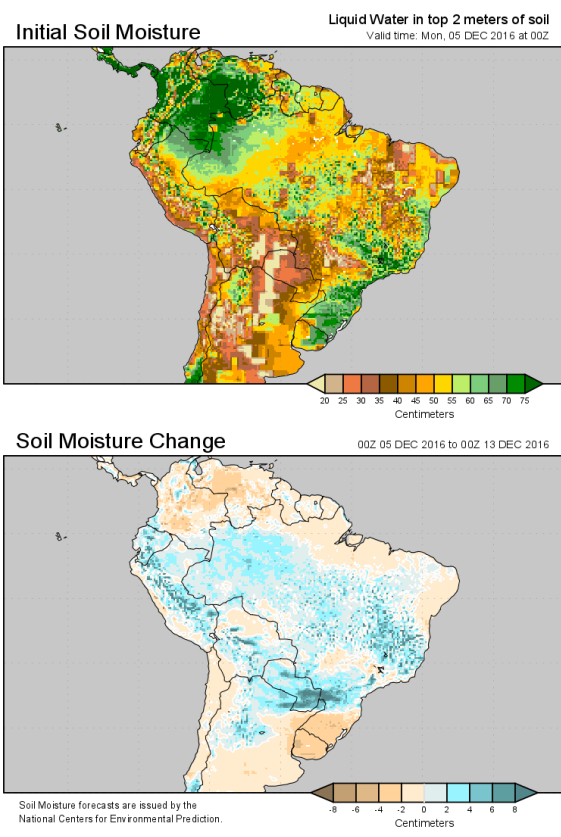 Initial Soil Moisture
Liquid Water in top 2 meters of soil
Valid time: Mon, 05 DEC 2016 at 00Z
20 25 30 35 40 45 50 55 60 65 70 75
Centimeters
Soil Moisture Change
00Z 05 DEC 2016 to 00Z 13 DEC 2016
Soil Moisture forecasts are issued by the
National Centers for Environmental Prediction.
-8 -6 -4 -2 0 2 4 6 8
Centimeters